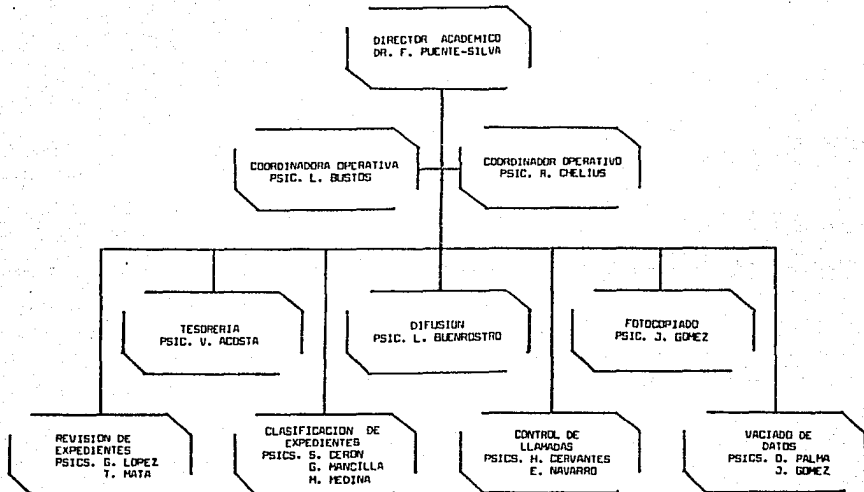 DIRECTOR ACADEMICO
DR. F. PUENTE-SILVA
COORDINADORA OPERATIVA
PSIC. L. BUSTOS
COORDINADOR OPERATIVO
PSIC. R. CHELIUS
TESORERIA
PSIC. V. ACOSTA
DIFUSION
PSIC. L. BUENROSTRO
FOTOCOPIADO
PSIC. J. GOMEZ
REVISION DE
EXPEDIENTES
PSICS. G. LOPEZ
T. MATA
CLASIFICACION DE
EXPEDIENTES
PSICS. S. CERON
G. MANCILLA
M. MEDINA
CONTROL DE
LLAMADAS
PSICS. H. CERVANTES
E. NAVARRO
VACIADO DE
DATOS
PSICS. O. PALMA
J. GOMEZ